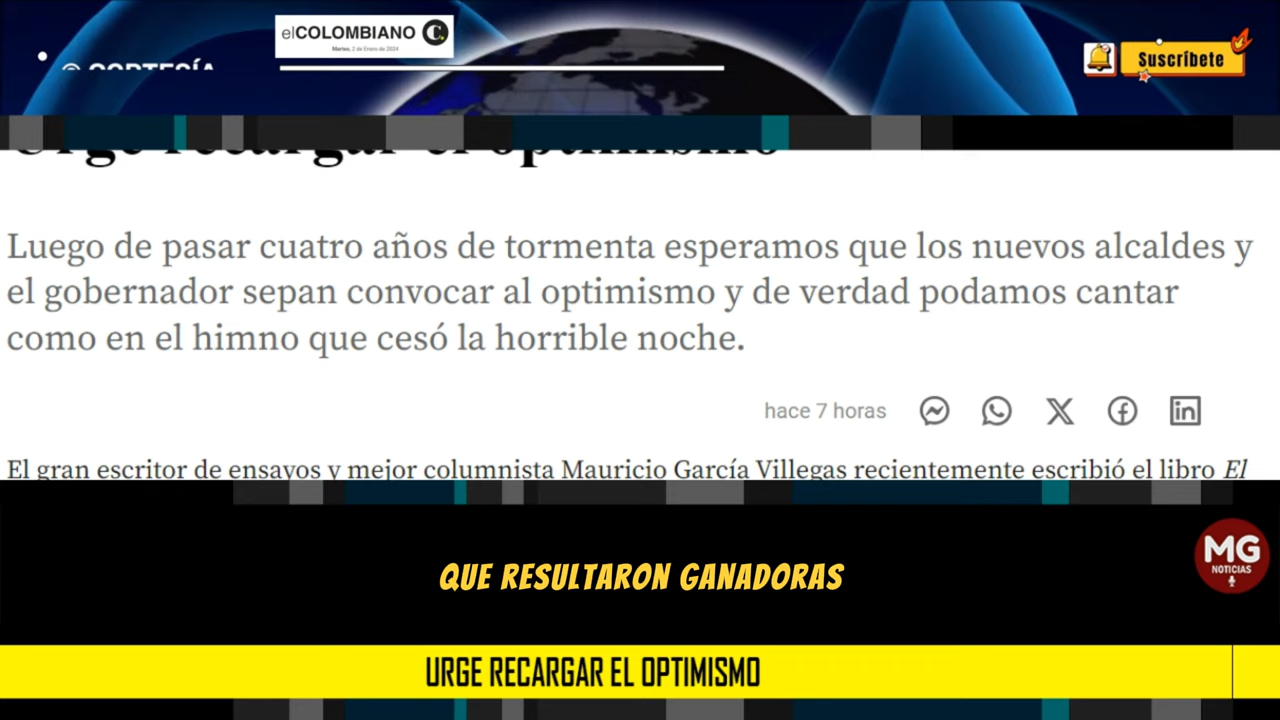 elCOLOMBIANO
Martes, 2 de Enero de 2024
© CORTESÍA
Suscríbete
Urge recargar el optimismo
Luego de pasar cuatro años de tormenta esperamos que los nuevos alcaldes y
el gobernador sepan convocar al optimismo y de verdad podamos cantar
como en el himno que cesó la horrible noche.
hace 7 horas
El gran escritor de ensayos y mejor columnista Mauricio García Villegas recientemente escribió el libro El
QUE RESULTARON GANADORAS
MG
NOTICIAS
URGE RECARGAR EL OPTIMISMO